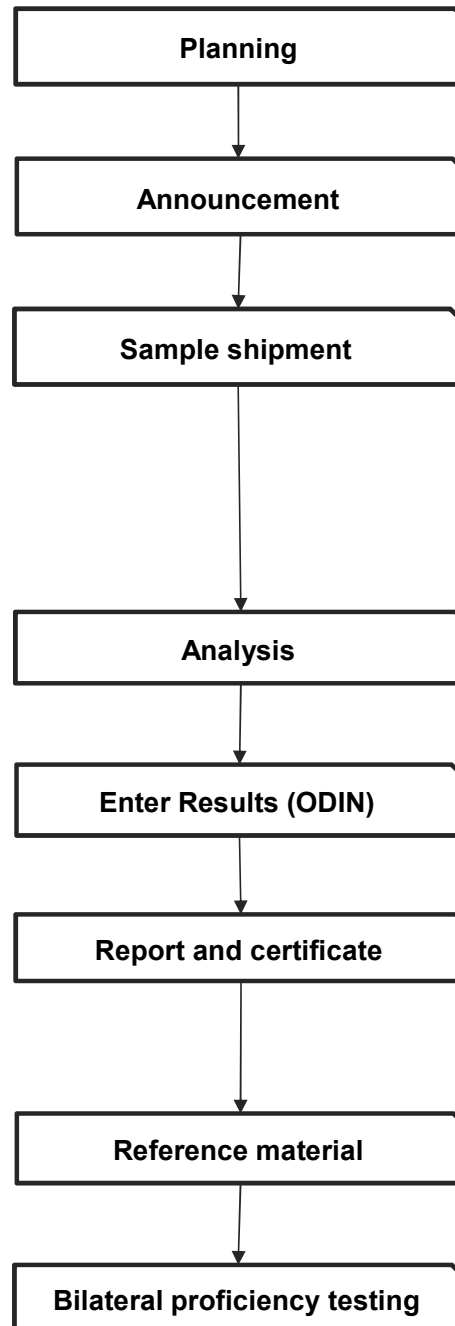 Planning
Announcement
Sample shipment
Analysis
Enter Results (ODIN)
Report and certificate
Reference material
Bilateral proficiency testing